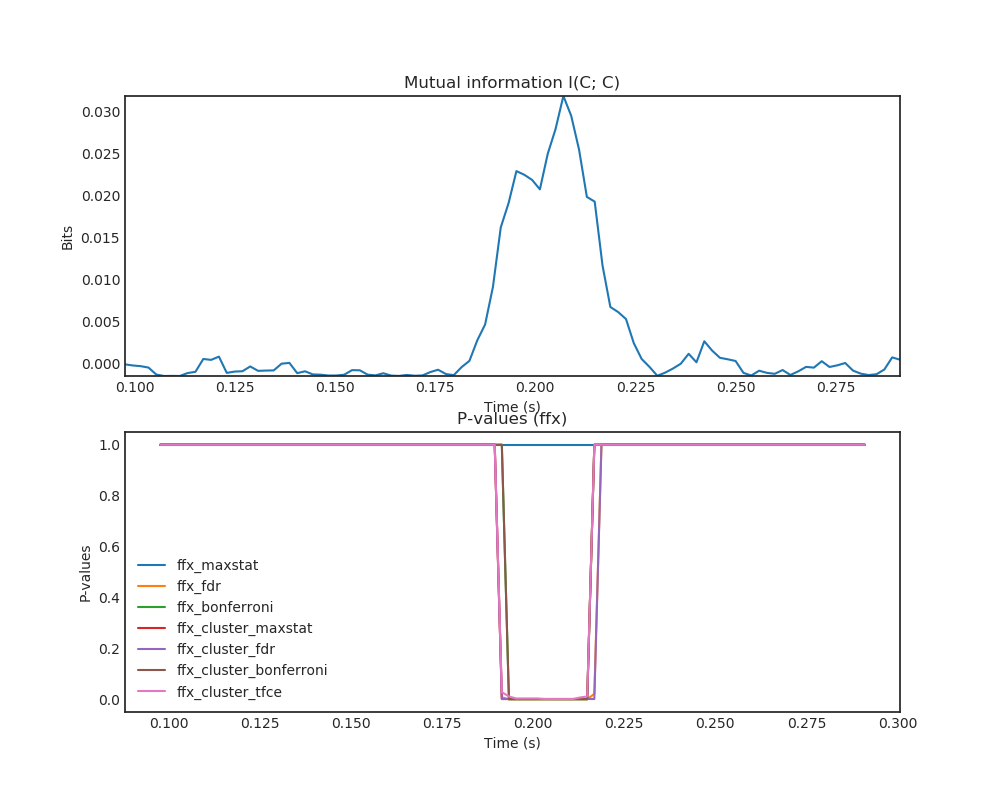 Mutual information I(C; C)
0.030
0.025
0.020
0.015
0.010
0.005
0.000
Bits
0.100 0.125 0.150 0.175 0.200 0.225 0.250 0.275
Time (s)
P-values (ffx)
1.0
0.8
0.6
0.4
0.2
0.0
P-values
ffx_maxstat
ffx_fdr
ffx_bonferroni
ffx_cluster_maxstat
ffx_cluster_fdr
ffx_cluster_bonferroni
ffx_cluster_tfce
0.100 0.125 0.150 0.175 0.200 0.225 0.250 0.275 0.300
Time (s)